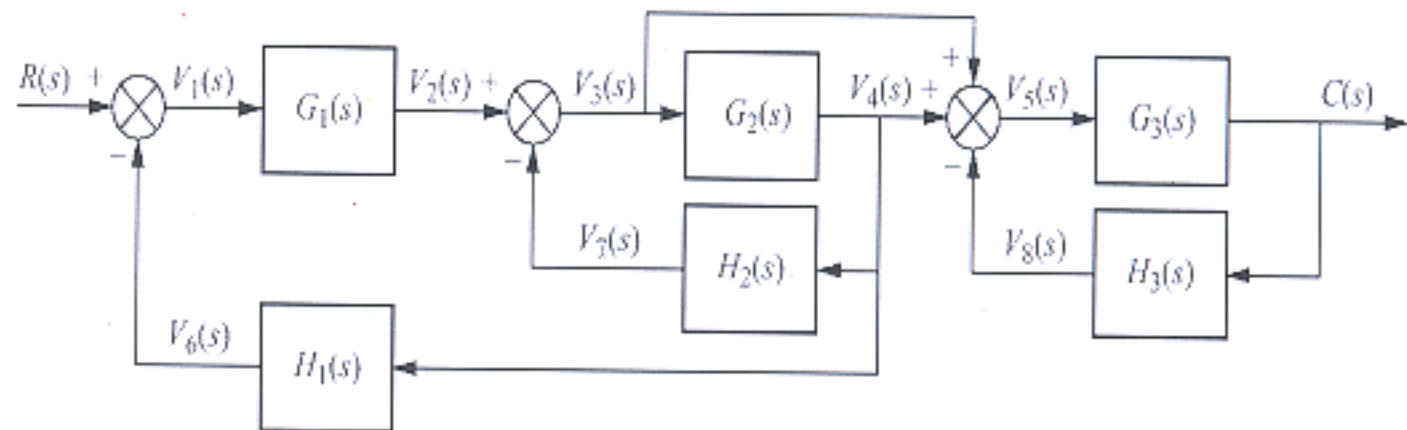 R(s) +
V₁(s)
G₁(s)
V₂(s) +
V₃(s)
G₂(s)
V₄(s) +
+
V₅(s)
G₃(s)
C(s)
−
−
−
V₇(s)
H₂(s)
V₈(s)
H₃(s)
V₆(s)
H₁(s)